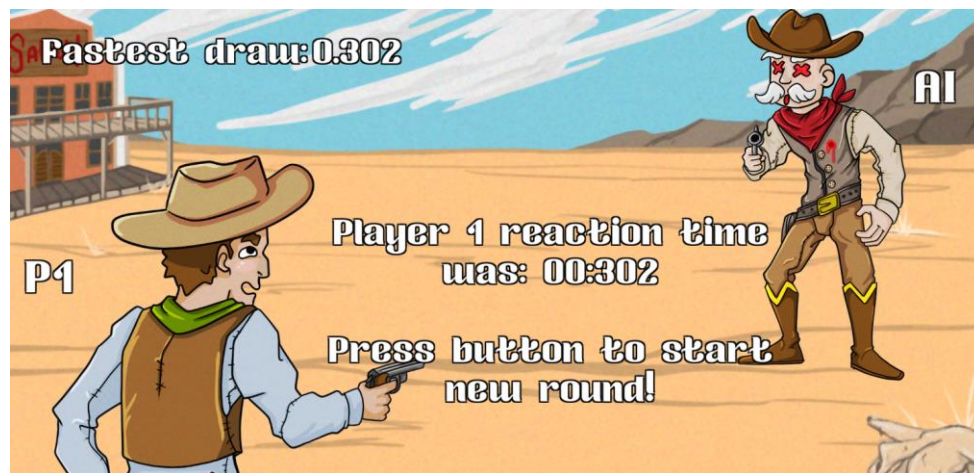 Fastest draw:0.302
AI
Player 1 reaction time
was: 00:302
P1
Press button to start
new round!